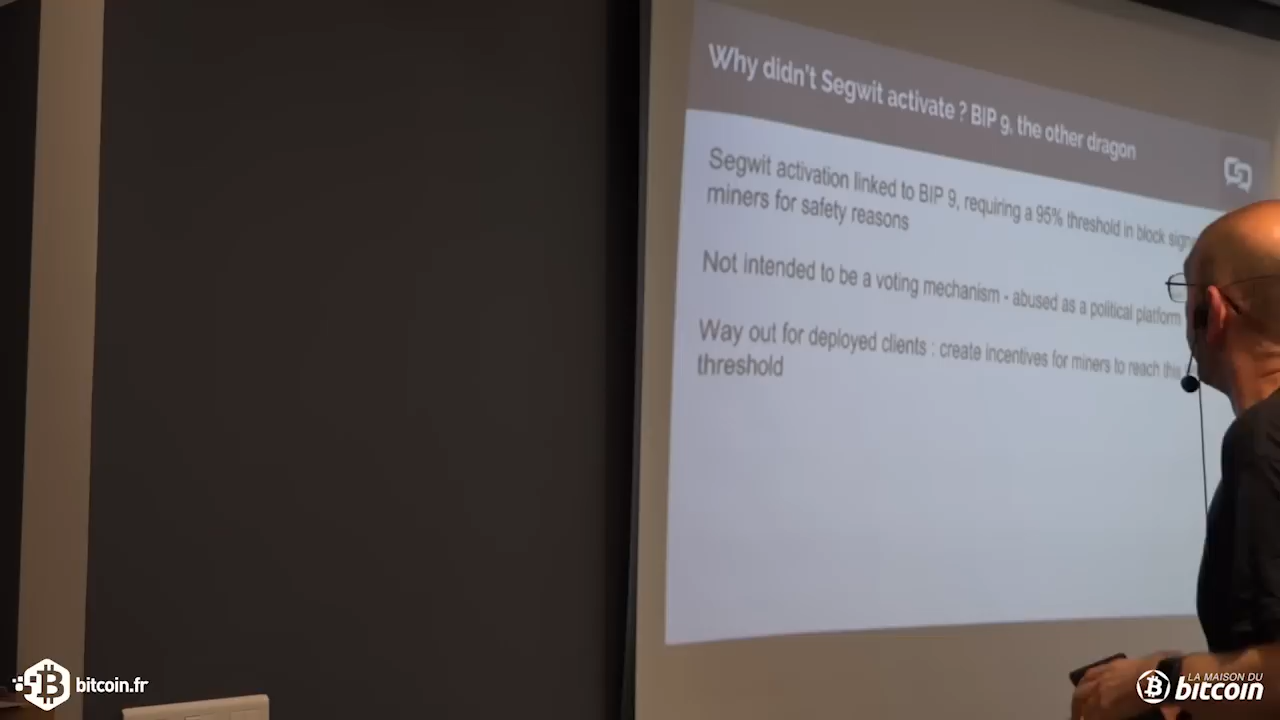 Why didn't Segwit activate ? BIP 9, the other dragon
Segwit activation linked to BIP 9, requiring a 95% threshold in block
miners for safety reasons
Not intended to be a voting mechanism - abused as a political platform
Way out for deployed clients : create incentives for miners to reach
threshold
bitcoin.fr
LA MAISON DU
bitcoin